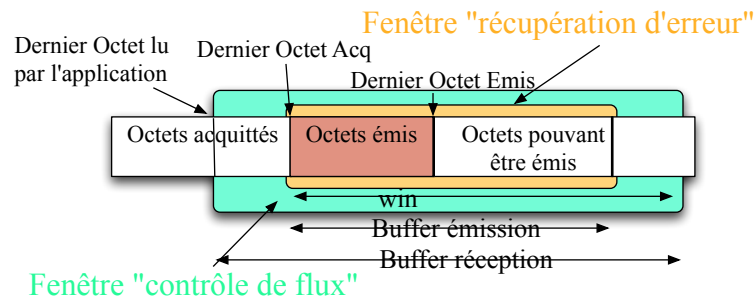 Fenêtre "récupération d'erreur"
Dernier Octet lu
par l'application
Dernier Octet Acq
Dernier Octet Emis
Octets acquittés
Octets émis
Octets pouvant
être émis
win
Buffer émission
Buffer réception
Fenêtre "contrôle de flux"